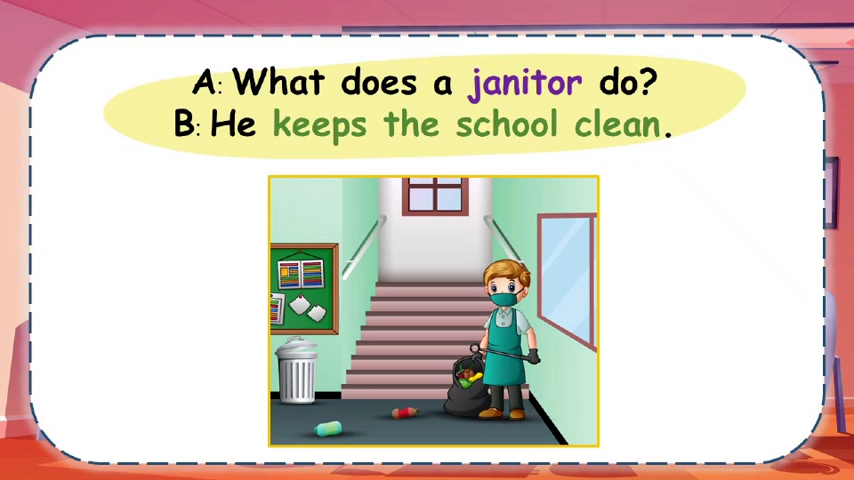 A: What does a janitor do?
B: He keeps the school clean.